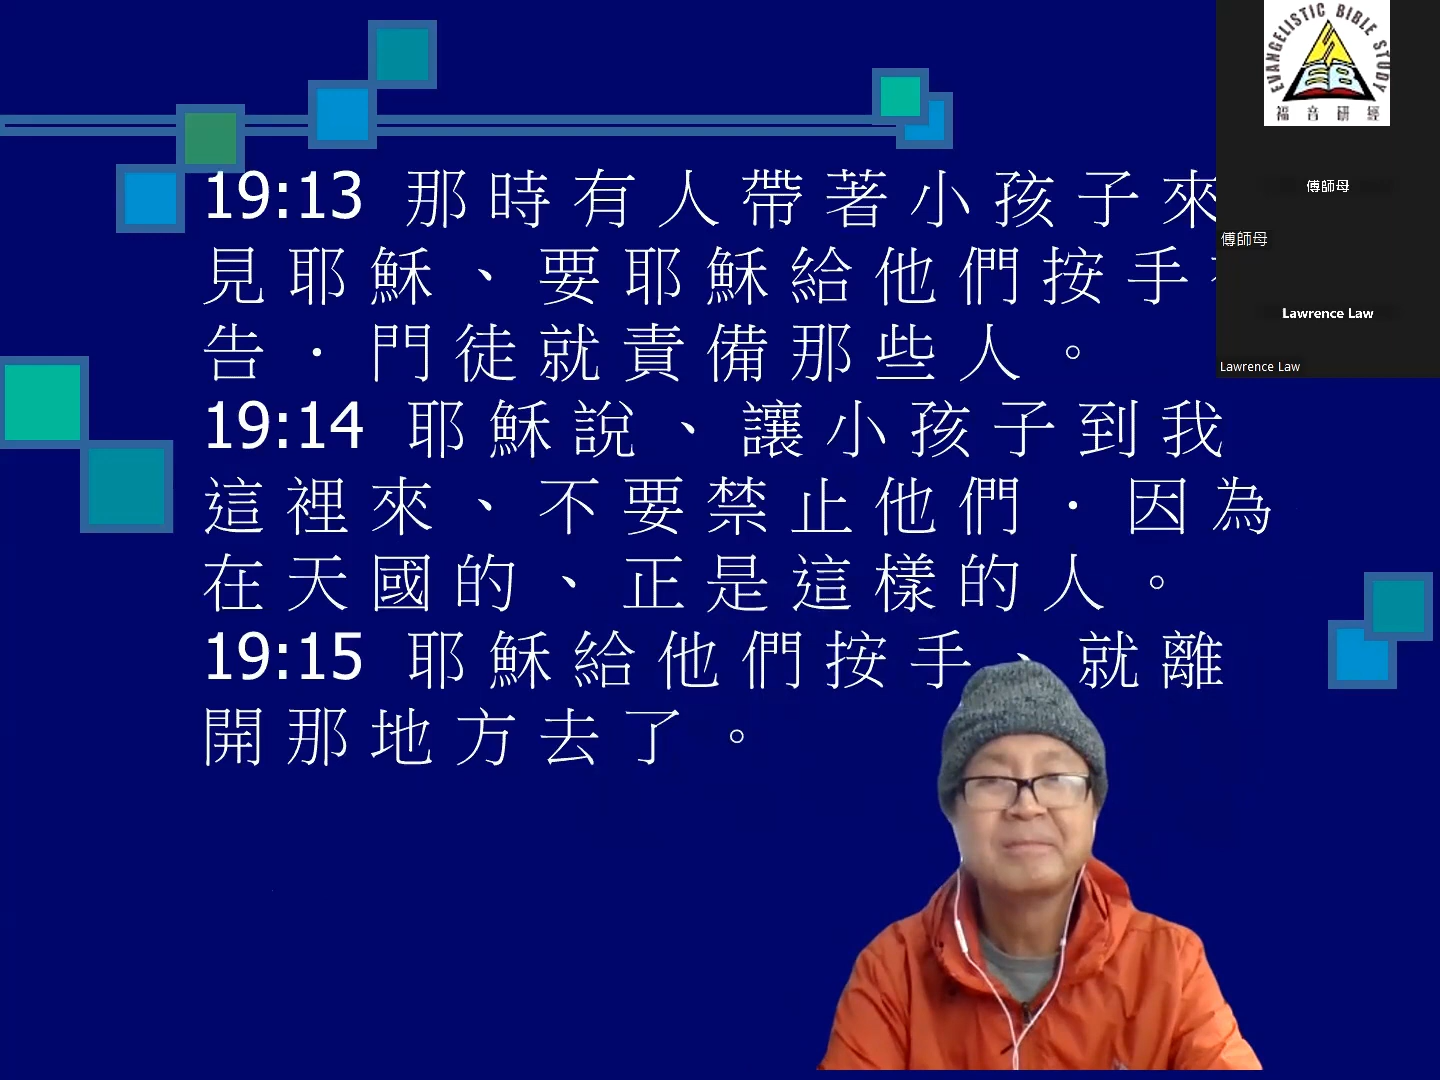 19:13 那時有人帶著小孩子來
見耶穌、要耶穌給他們按手
告．門徒就責備那些人。
19:14 耶穌說、讓小孩子到我
這裡來、不要禁止他們．因為
在天國的、正是這樣的人。
19:15 耶穌給他們按手、就離
開那地方去了。
EVANGELISTIC BIBLE STUDY
福音研經
傅師母
傅師母
Lawrence Law
Lawrence Law